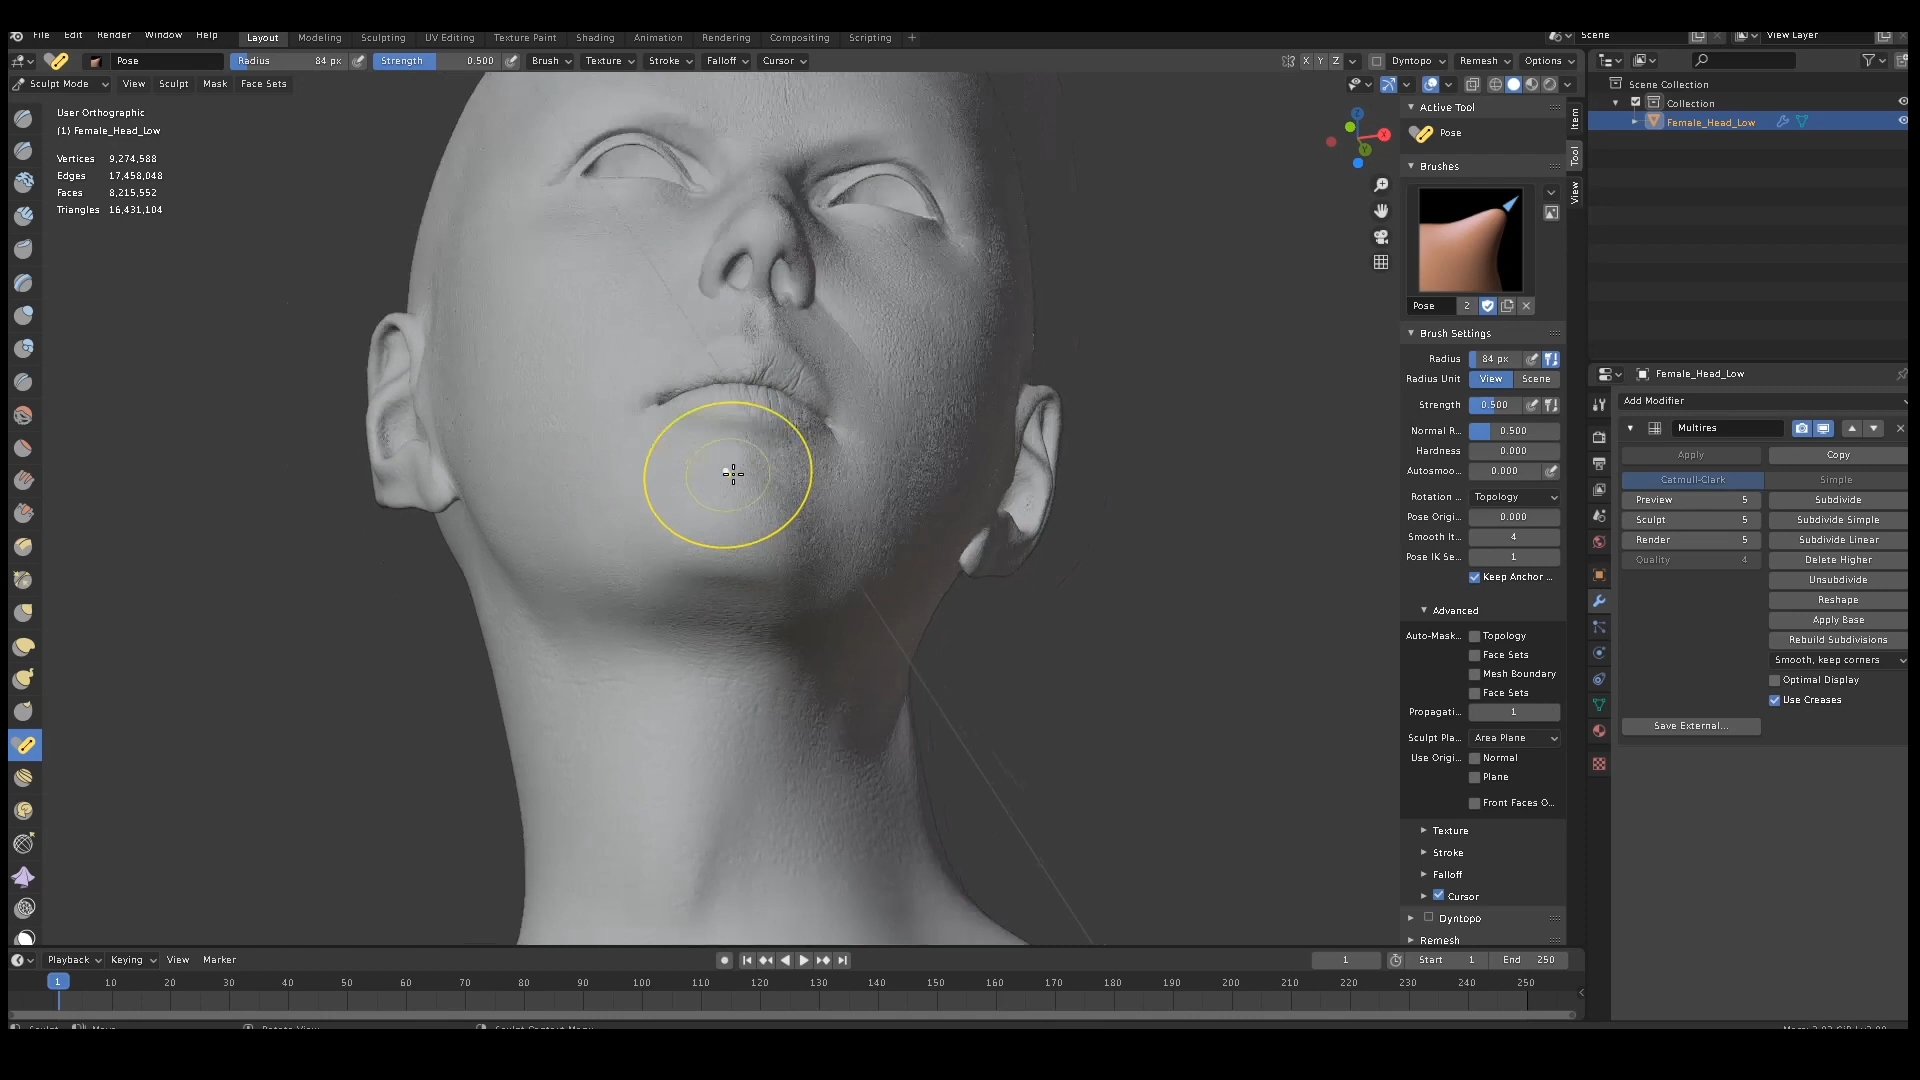 File Edit Render Window Help Layout Modeling Sculpting UV Editing Texture Paint Shading Animation Rendering Compositing Scripting + Scene View Layer
Pose Radius 84 px Strength 0.500 Brush Texture Stroke Falloff Cursor X Y Z Dyntopo Remesh Options
Sculpt Mode View Sculpt Mask Face Sets
User Orthographic
(1) Female_Head_Low
Vertices 9,274,588
Edges 17,458,048
Faces 8,215,552
Triangles 16,431,104
Active Tool
Pose
Brushes
Pose 2
Brush Settings
Radius 84 px
Radius Unit View Scene
Strength 0.500
Normal R... 0.500
Hardness 0.000
Autosmoo... 0.000
Rotation ... Topology
Pose Origi... 0.000
Smooth It... 4
Pose IK Se... 1
Keep Anchor ...
Advanced
Auto-Mask... Topology
Face Sets
Mesh Boundary
Face Sets
Propagati... 1
Sculpt Pla... Area Plane
Use Origi... Normal
Plane
Front Faces O...
Texture
Stroke
Falloff
Cursor
Dyntopo
Remesh
Item
Tool
View
Scene Collection
Collection
Female_Head_Low
Female_Head_Low
Add Modifier
Multires
Apply Copy
Catmull-Clark Simple
Preview 5 Subdivide
Sculpt 5 Subdivide Simple
Render 5 Subdivide Linear
Quality 4 Delete Higher
Unsubdivide
Reshape
Apply Base
Rebuild Subdivisions
Smooth, keep corners
Optimal Display
Use Creases
Save External...
Playback Keying View Marker 1 Start 1 End 250
1 10 20 30 40 50 60 70 80 90 100 110 120 130 140 150 160 170 180 190 200 210 220 230 240 250